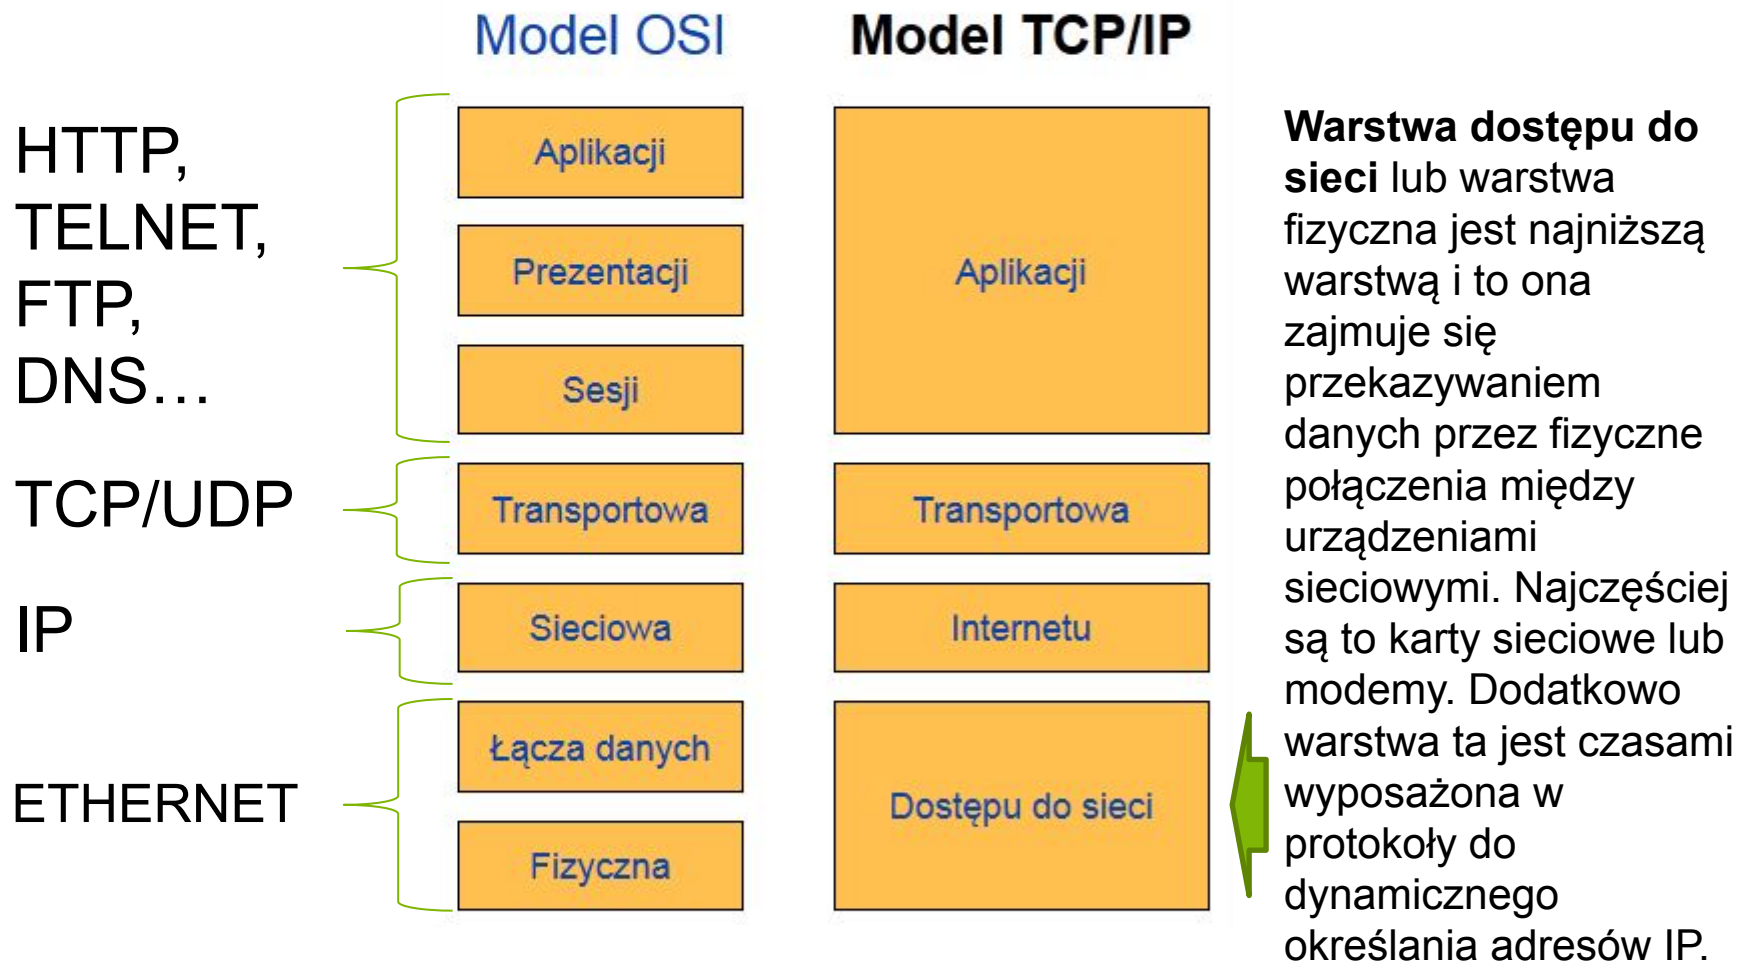 Model OSI
Model TCP/IP
HTTP,
TELNET,
FTP,
DNS…
TCP/UDP
IP
ETHERNET
Aplikacji
Prezentacji
Sesji
Transportowa
Sieciowa
Łącza danych
Fizyczna
Aplikacji
Transportowa
Internetu
Dostępu do sieci
Warstwa dostępu do
sieci lub warstwa
fizyczna jest najniższą
warstwą i to ona
zajmuje się
przekazywaniem
danych przez fizyczne
połączenia między
urządzeniami
sieciowymi. Najczęściej
są to karty sieciowe lub
modemy. Dodatkowo
warstwa ta jest czasami
wyposażona w
protokoły do
dynamicznego
określania adresów IP.